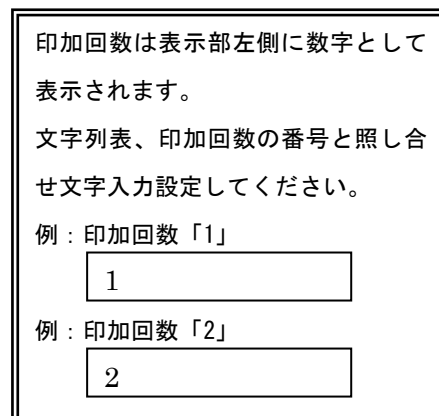 印加回数は表示部左側に数字として
表示されます。
文字列表、印加回数の番号と照し合
せ文字入力設定してください。
例：印加回数「1」
1
例：印加回数「2」
2